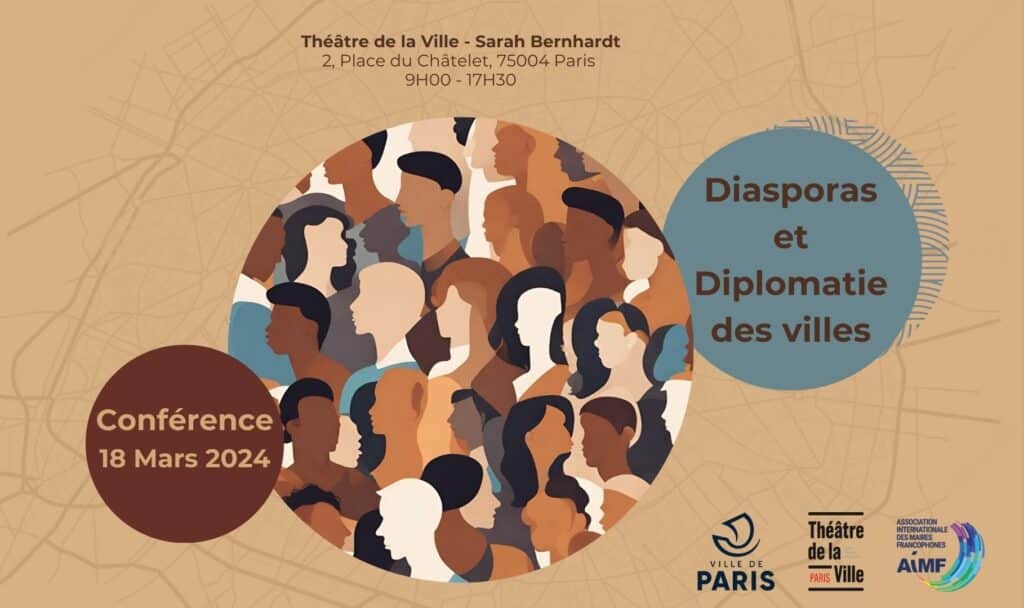 Théâtre de la Ville - Sarah Bernhardt
2, Place du Châtelet, 75004 Paris
9H00 - 17H30
Diasporas
et
Diplomatie
des villes
Conférence
18 Mars 2024
VILLE DE
PARIS
Théâtre
de la
PARIS Ville
ASSOCIATION
INTERNATIONALE
DES MAIRES
FRANCOPHONES
AIMF